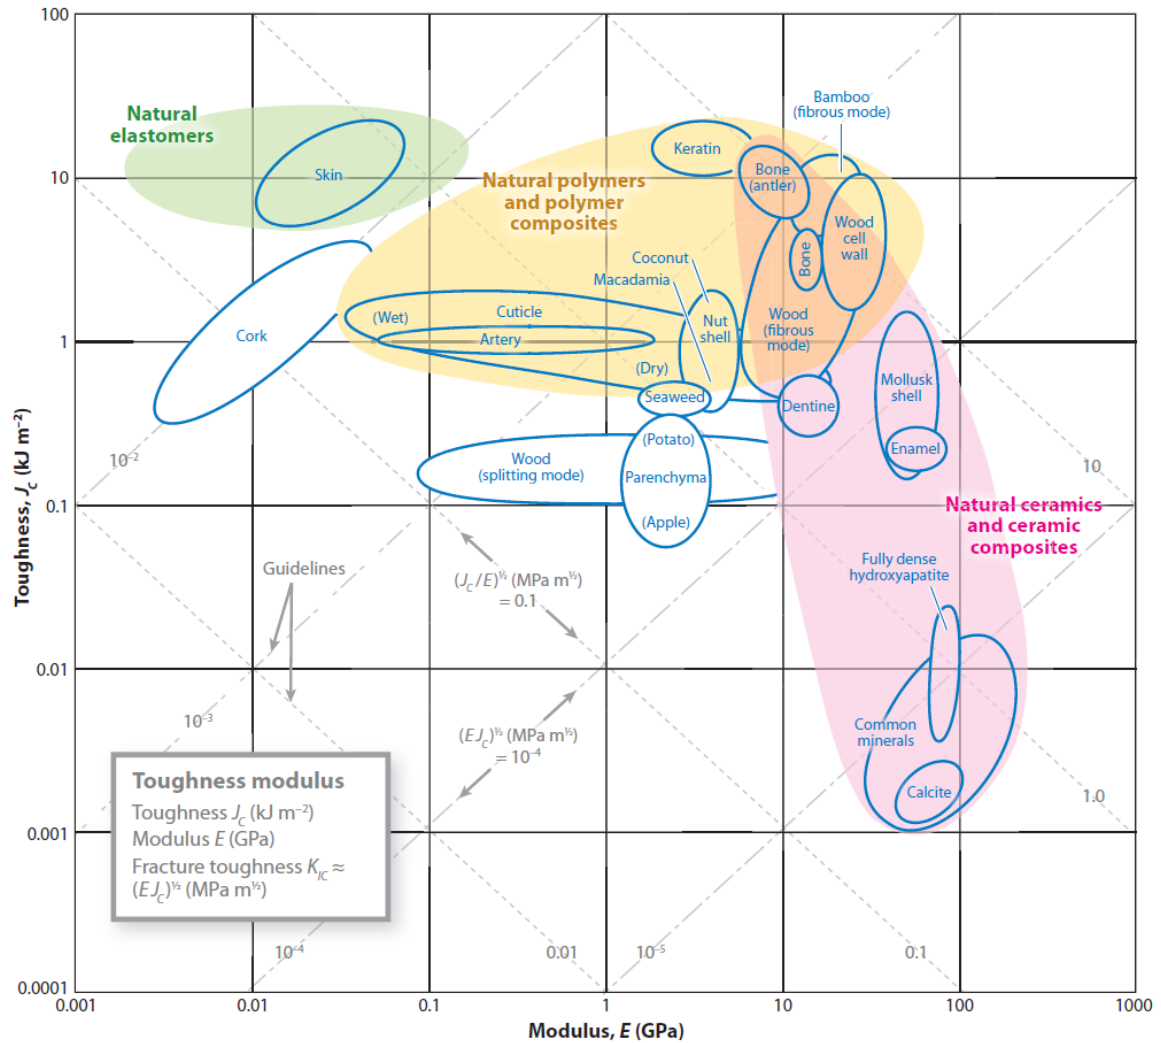 100
10
1
0.1
0.01
0.001
0.0001
Toughness, J_C (kJ m⁻²)
Natural
elastomers
Skin
Cork
Natural polymers
and polymer
composites
Keratin
Bamboo
(fibrous mode)
Bone
(antler)
Wood
cell
wall
Bone
Coconut
Macadamia
(Wet)
Cuticle
Artery
(Dry)
Nut
shell
Wood
(fibrous
mode)
Seaweed
Dentine
Mollusk
shell
Enamel
(Potato)
Wood
(splitting mode)
Parenchyma
(Apple)
10⁻²
10
Natural ceramics
and ceramic
composites
Guidelines
(J_C/E)^½ (MPa m^½)
= 0.1
Fully dense
hydroxyapatite
10⁻³
(EJ_C)^½ (MPa m^½)
= 10⁻⁴
Common
minerals
Calcite
1.0
Toughness modulus
Toughness J_C (kJ m⁻²)
Modulus E (GPa)
Fracture toughness K_IC ≈
(EJ_C)^½ (MPa m^½)
10⁻⁴
0.01
10⁻⁵
0.1
0.001
0.01
0.1
1
10
100
1000
Modulus, E (GPa)